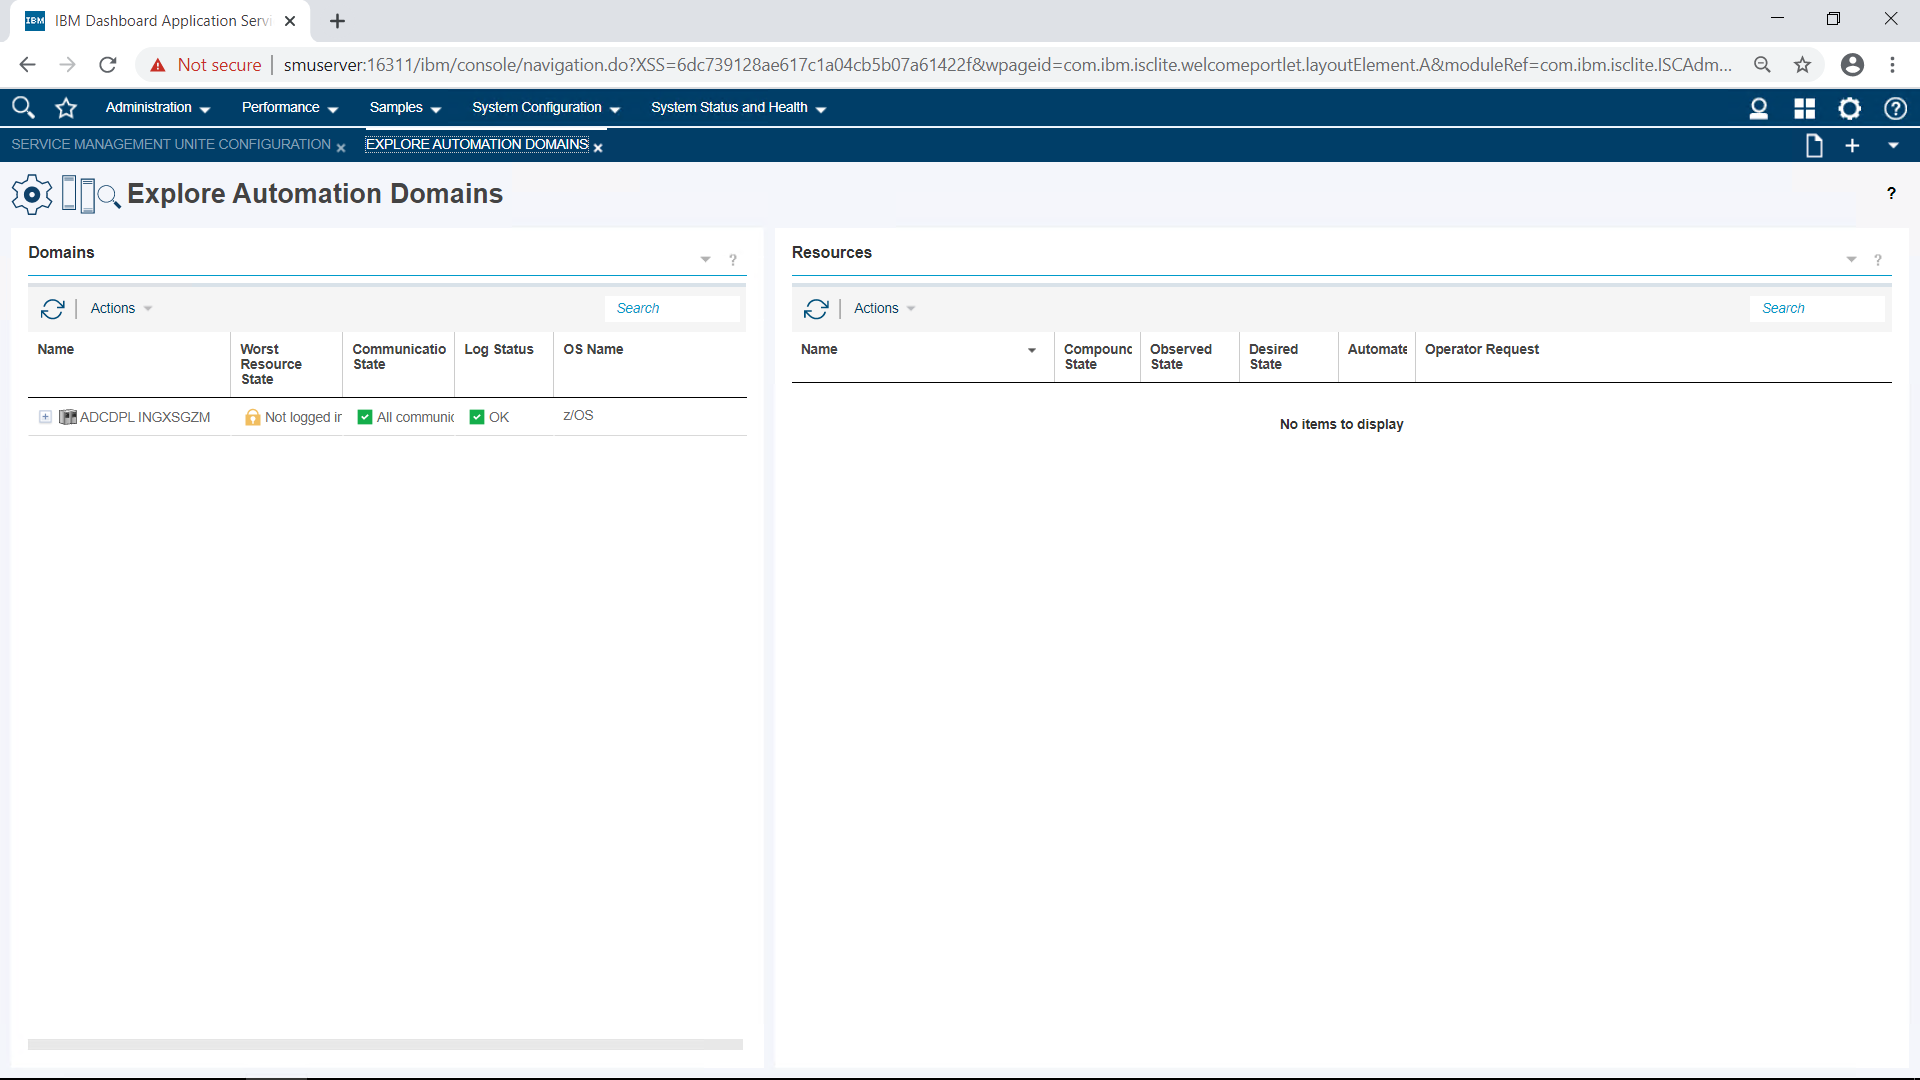 IBM
IBM Dashboard Application Servi
Not secure
smuserver:16311/ibm/console/navigation.do?XSS=6dc739128ae617c1a04cb5b07a61422f&wpageid=com.ibm.isclite.welcomeportlet.layoutElement.A&moduleRef=com.ibm.isclite.ISCAdm...
Administration Performance Samples System Configuration System Status and Health
SERVICE MANAGEMENT UNITE CONFIGURATION EXPLORE AUTOMATION DOMAINS
Explore Automation Domains
?
Domains
?
Actions
Search
Name
Worst Resource State
Communicatio State
Log Status
OS Name
ADCDPL INGXSGZM Not logged in All communic OK z/OS
Resources
?
Actions
Search
Name
Compounc State
Observed State
Desired State
Automate
Operator Request
No items to display